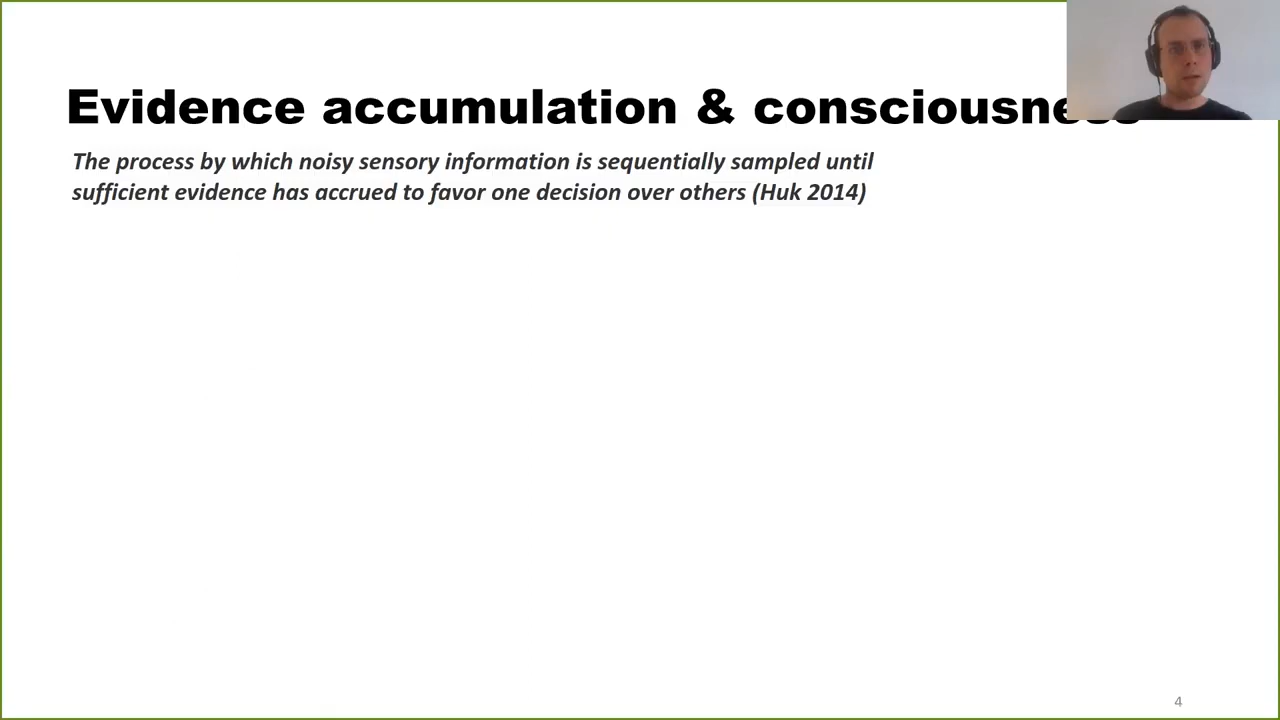 Evidence accumulation & consciousness
The process by which noisy sensory information is sequentially sampled until
sufficient evidence has accrued to favor one decision over others (Huk 2014)
4